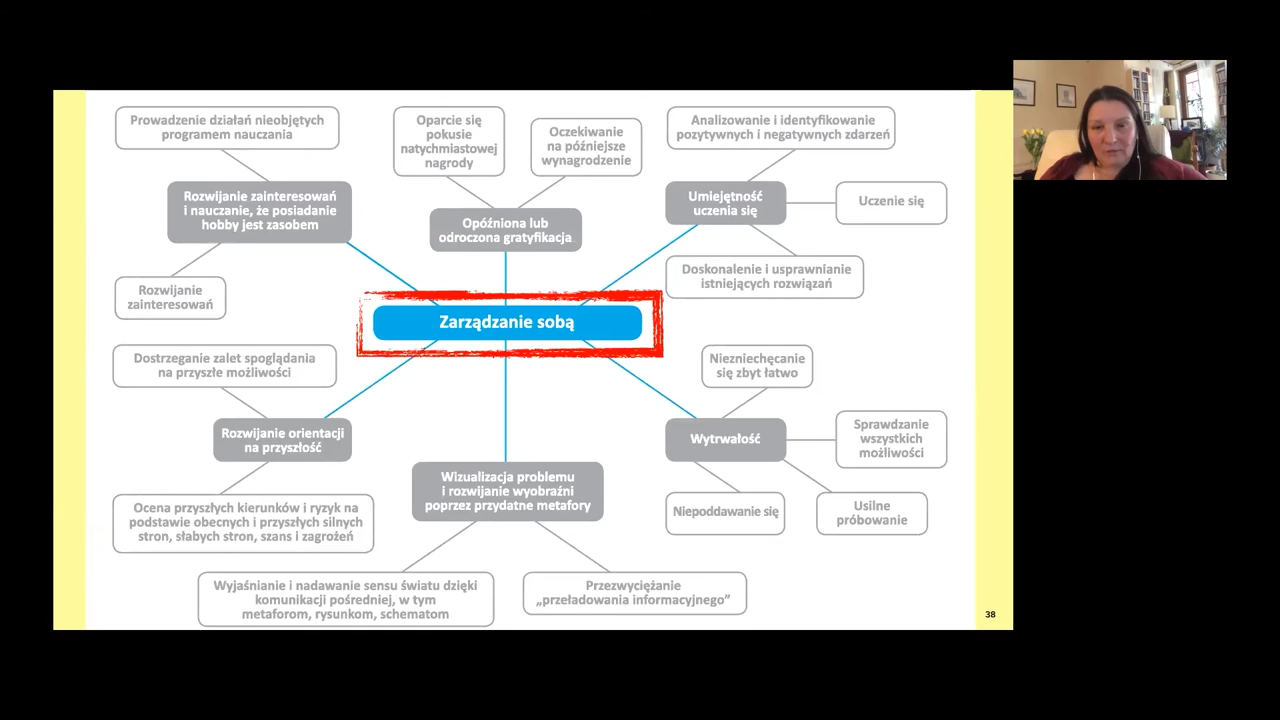 Prowadzenie działań nieobjętych
programem nauczania
Oparcie się
pokusie
natychmiastowej
nagrody
Oczekiwanie
na późniejsze
wynagrodzenie
Analizowanie i identyfikowanie
pozytywnych i negatywnych zdarzeń
Rozwijanie zainteresowań
i nauczanie, że posiadanie
hobby jest zasobem
Opóźniona lub
odroczona gratyfikacja
Umiejętność
uczenia się
Uczenie się
Rozwijanie
zainteresowań
Doskonalenie i usprawnianie
istniejących rozwiązań
Zarządzanie sobą
Dostrzeganie zalet spoglądania
na przyszłe możliwości
Niezniechęcanie
się zbyt łatwo
Rozwijanie orientacji
na przyszłość
Wytrwałość
Sprawdzanie
wszystkich
możliwości
Wizualizacja problemu
i rozwijanie wyobraźni
poprzez przydatne metafory
Ocena przyszłych kierunków i ryzyk na
podstawie obecnych i przyszłych silnych
stron, słabych stron, szans i zagrożeń
Niepoddawanie się
Usilne
próbowanie
Wyjaśnianie i nadawanie sensu światu dzięki
komunikacji pośredniej, w tym
metaforom, rysunkom, schematom
Przezwyciężanie
„przeładowania informacyjnego”
38